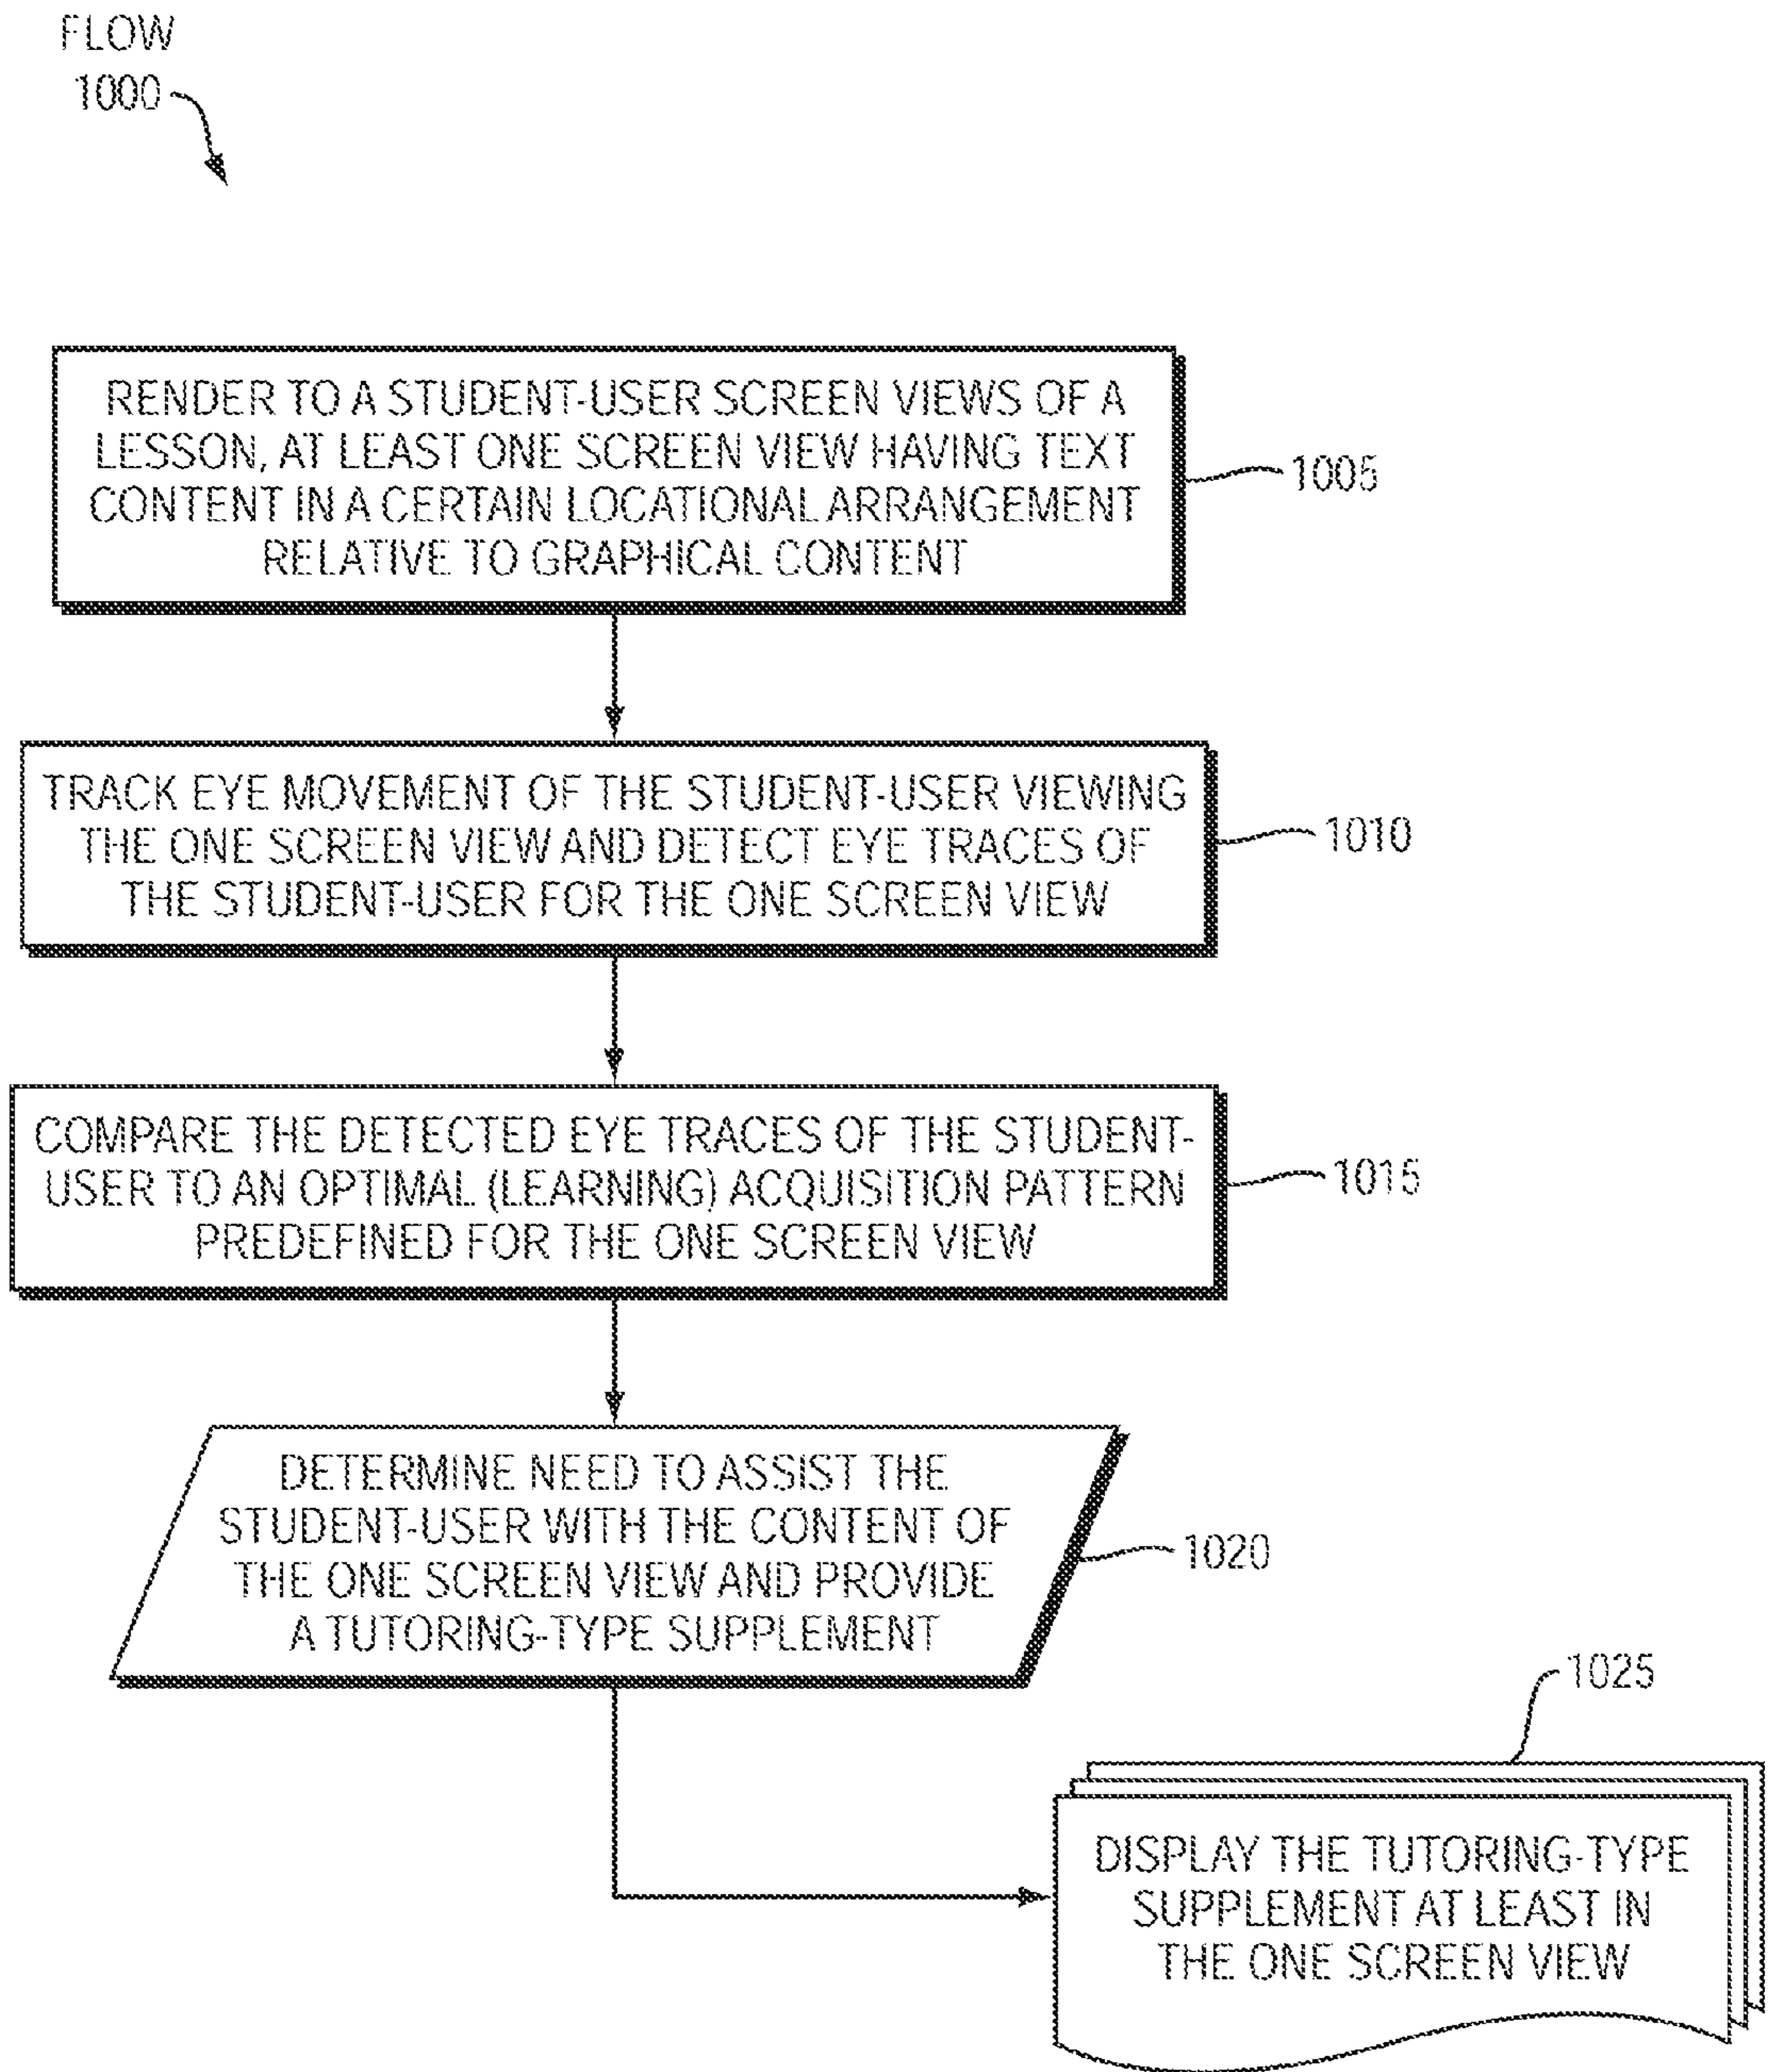 FLOW
1000
RENDER TO A STUDENT-USER SCREEN VIEWS OF A
LESSON, AT LEAST ONE SCREEN VIEW HAVING TEXT
CONTENT IN A CERTAIN LOCATIONAL ARRANGEMENT
RELATIVE TO GRAPHICAL CONTENT
1005
TRACK EYE MOVEMENT OF THE STUDENT-USER VIEWING
THE ONE SCREEN VIEW AND DETECT EYE TRACES OF
THE STUDENT-USER FOR THE ONE SCREEN VIEW
1010
COMPARE THE DETECTED EYE TRACES OF THE STUDENT-
USER TO AN OPTIMAL (LEARNING) ACQUISITION PATTERN
PREDEFINED FOR THE ONE SCREEN VIEW
1015
DETERMINE NEED TO ASSIST THE
STUDENT-USER WITH THE CONTENT OF
THE ONE SCREEN VIEW AND PROVIDE
A TUTORING-TYPE SUPPLEMENT
1020
1025
DISPLAY THE TUTORING-TYPE
SUPPLEMENT AT LEAST IN
THE ONE SCREEN VIEW